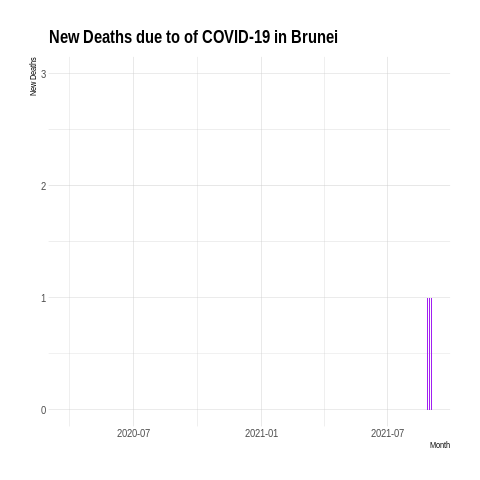 New Deaths due to of COVID-19 in Brunei
New Deaths
3
2
1
0
2020-07
2021-01
2021-07
Month